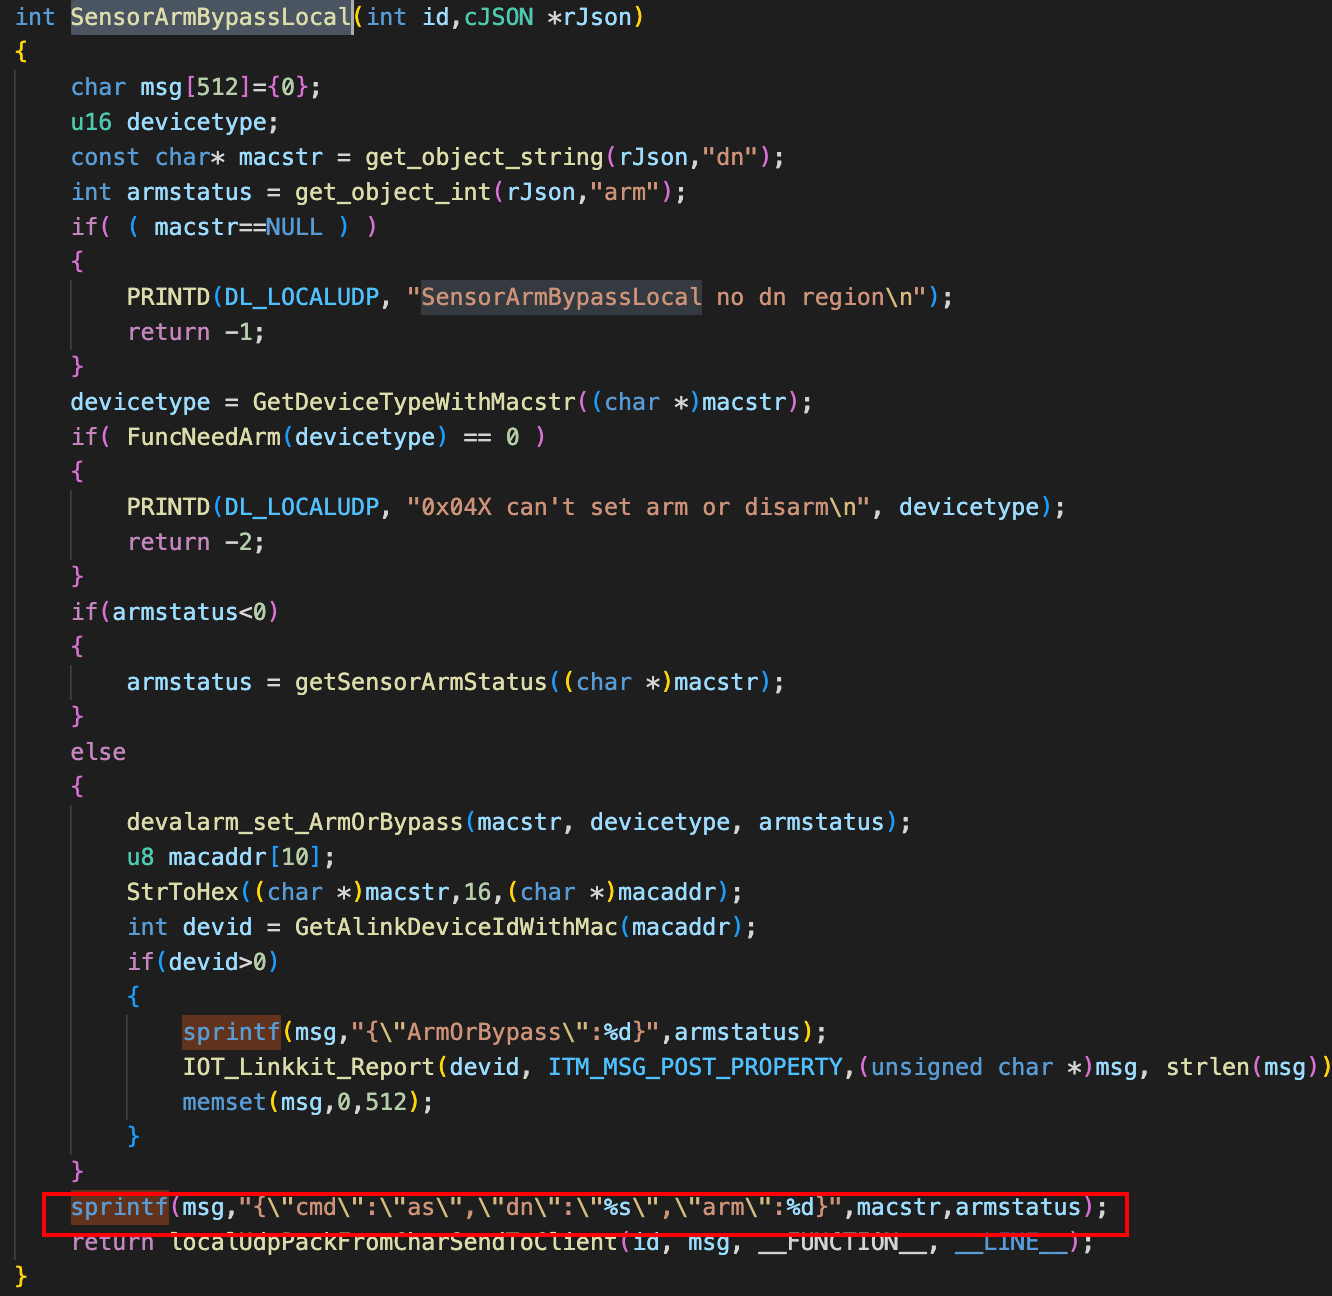 int SensorArmBypassLocal(int id,cJSON *rJson)
{
char msg[512]={0};
u16 devicetype;
const char* macstr = get_object_string(rJson,"dn");
int armstatus = get_object_int(rJson,"arm");
if( ( macstr==NULL ) )
{
PRINTD(DL_LOCALUDP, "SensorArmBypassLocal no dn region\n");
return -1;
}
devicetype = GetDeviceTypeWithMacstr((char *)macstr);
if( FuncNeedArm(devicetype) == 0 )
{
PRINTD(DL_LOCALUDP, "0x04X can't set arm or disarm\n", devicetype);
return -2;
}
if(armstatus<0)
{
armstatus = getSensorArmStatus((char *)macstr);
}
else
{
devalarm_set_ArmOrBypass(macstr, devicetype, armstatus);
u8 macaddr[10];
StrToHex((char *)macstr,16,(char *)macaddr);
int devid = GetAlinkDeviceIdWithMac(macaddr);
if(devid>0)
{
sprintf(msg,"{\"ArmOrBypass\":%d}",armstatus);
IOT_Linkkit_Report(devid, ITM_MSG_POST_PROPERTY,(unsigned char *)msg, strlen(msg))
memset(msg,0,512);
}
}
sprintf(msg,"{\"cmd\":\"as\",\"dn\":\"%s\",\"arm\":%d}",macstr,armstatus);
return localUdpPackFromCharSendToClient(id, msg, __FUNCTION__, __LINE__);
}